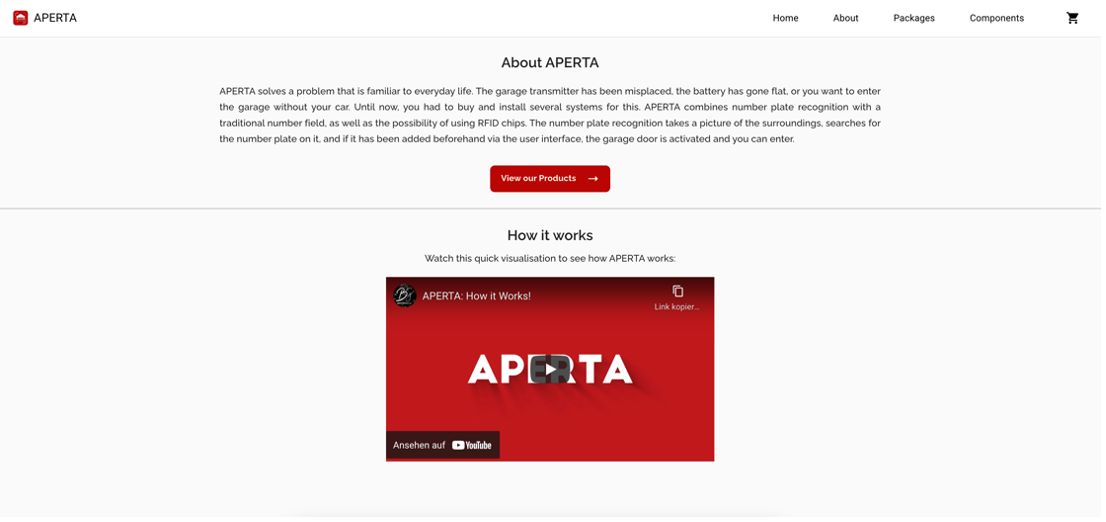 APERTA
Home
About
Packages
Components
About APERTA
APERTA solves a problem that is familiar to everyday life. The garage transmitter has been misplaced, the battery has gone flat, or you want to enter
the garage without your car. Until now, you had to buy and install several systems for this. APERTA combines number plate recognition with a
traditional number field, as well as the possibility of using RFID chips. The number plate recognition takes a picture of the surroundings, searches for
the number plate on it, and if it has been added beforehand via the user interface, the garage door is activated and you can enter.
View our Products →
How it works
Watch this quick visualisation to see how APERTA works:
APERTA: How it Works!
Link kopier...
APERTA
Ansehen auf YouTube